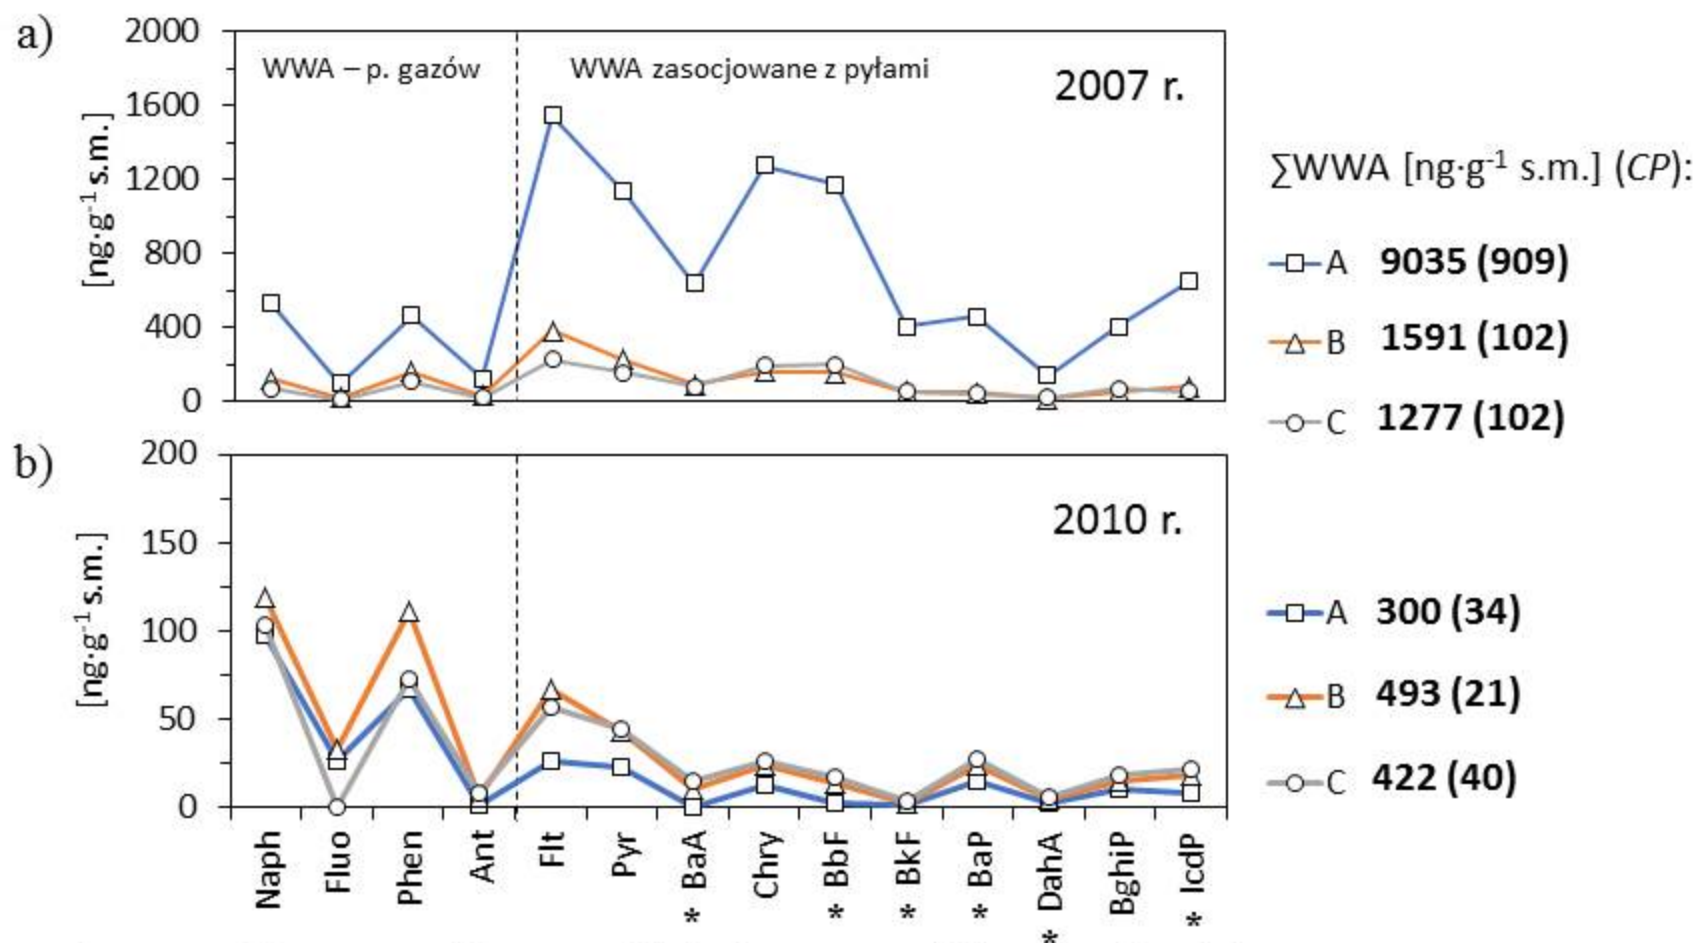 a)
2000
1600
1200
800
400
0
[ng·g⁻¹ s.m.]
WWA – p. gazów
WWA zasocjowane z pyłami
2007 r.
∑WWA [ng·g⁻¹ s.m.] (CP):
A 9035 (909)
B 1591 (102)
C 1277 (102)
b)
200
150
100
50
0
[ng·g⁻¹ s.m.]
2010 r.
A 300 (34)
B 493 (21)
C 422 (40)
Naph
Fluo
Phen
Ant
Flt
Pyr
* BaA
Chry
* BbF
* BkF
* BaP
* DahA
BghiP
* IcdP